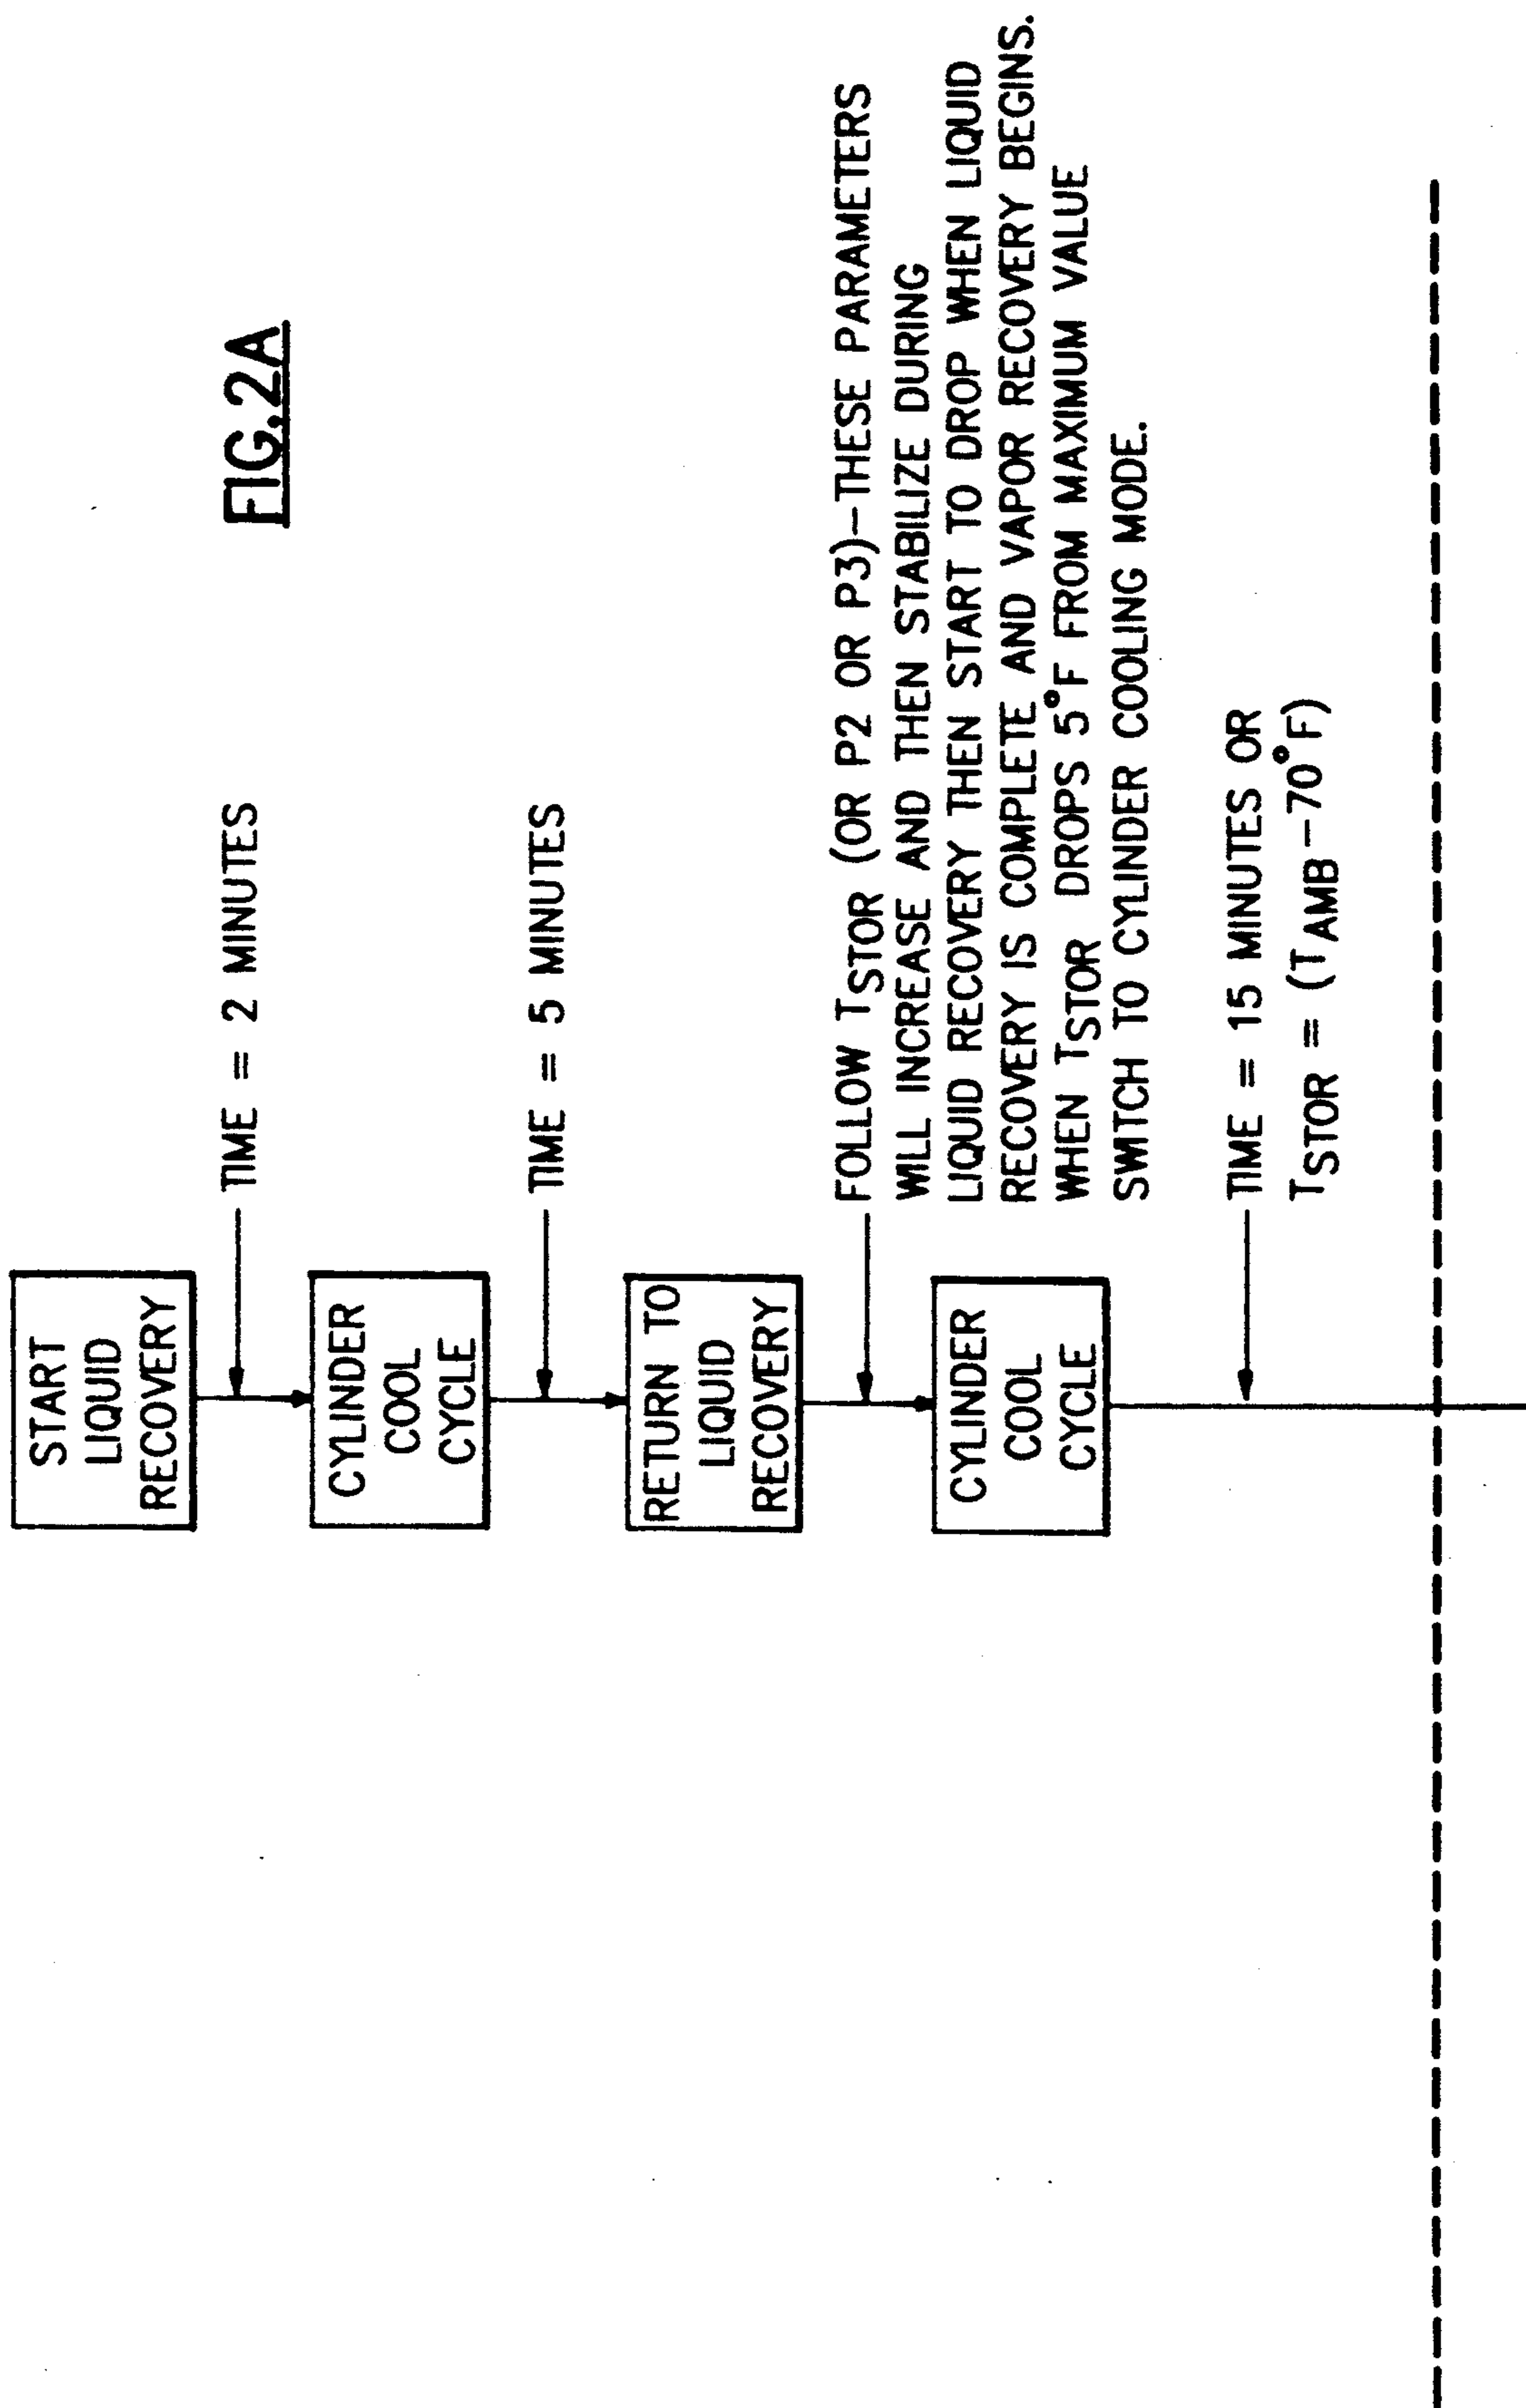 FIG.2A
START
LIQUID
RECOVERY
TIME = 2 MINUTES
CYLINDER
COOL
CYCLE
TIME = 5 MINUTES
RETURN TO
LIQUID
RECOVERY
FOLLOW TSTOR (OR P2 OR P3)—THESE PARAMETERS
WILL INCREASE AND THEN STABILIZE DURING
LIQUID RECOVERY THEN START TO DROP WHEN LIQUID
RECOVERY IS COMPLETE AND VAPOR RECOVERY BEGINS.
WHEN TSTOR DROPS 5°F FROM MAXIMUM VALUE
SWITCH TO CYLINDER COOLING MODE.
CYLINDER
COOL
CYCLE
TIME = 15 MINUTES OR
TSTOR = (TAMB—70°F)